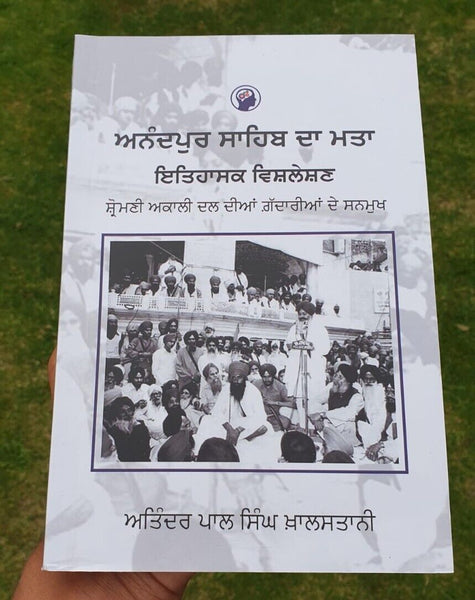 ਅਨੰਦਪੁਰ ਸਾਹਿਬ ਦਾ ਮਤਾ
ਇਤਿਹਾਸਕ ਵਿਸ਼ਲੇਸ਼ਣ
ਸ਼੍ਰੋਮਣੀ ਅਕਾਲੀ ਦਲ ਦੀਆਂ ਗ਼ੱਦਾਰੀਆਂ ਦੇ ਸਨਮੁਖ
ਅਤਿੰਦਰ ਪਾਲ ਸਿੰਘ ਖ਼ਾਲਸਤਾਨੀ